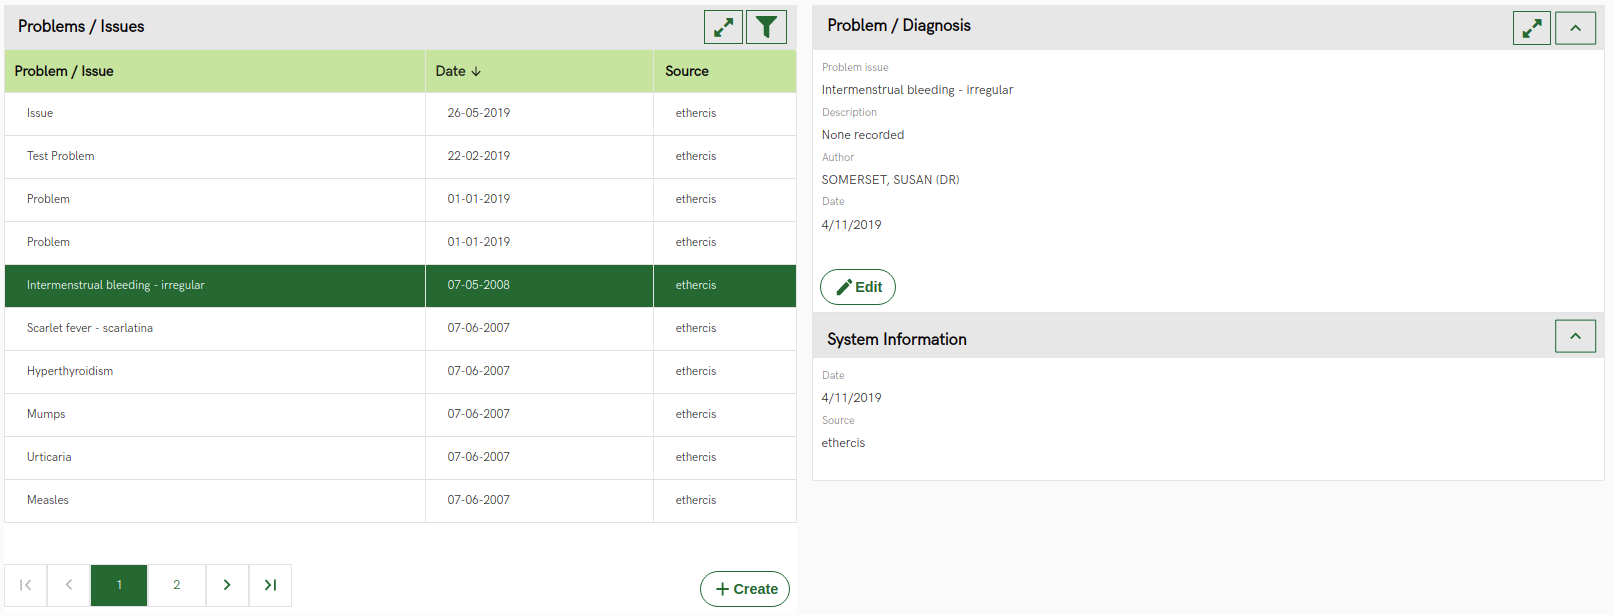 Problems / Issues
Problem / Issue Date ↓ Source
Issue 26-05-2019 ethercis
Test Problem 22-02-2019 ethercis
Problem 01-01-2019 ethercis
Problem 01-01-2019 ethercis
Intermenstrual bleeding - irregular 07-05-2008 ethercis
Scarlet fever - scarlatina 07-06-2007 ethercis
Hyperthyroidism 07-06-2007 ethercis
Mumps 07-06-2007 ethercis
Urticaria 07-06-2007 ethercis
Measles 07-06-2007 ethercis
1 2
+ Create
Problem / Diagnosis
Problem issue
Intermenstrual bleeding - irregular
Description
None recorded
Author
SOMERSET, SUSAN (DR)
Date
4/11/2019
Edit
System Information
Date
4/11/2019
Source
ethercis